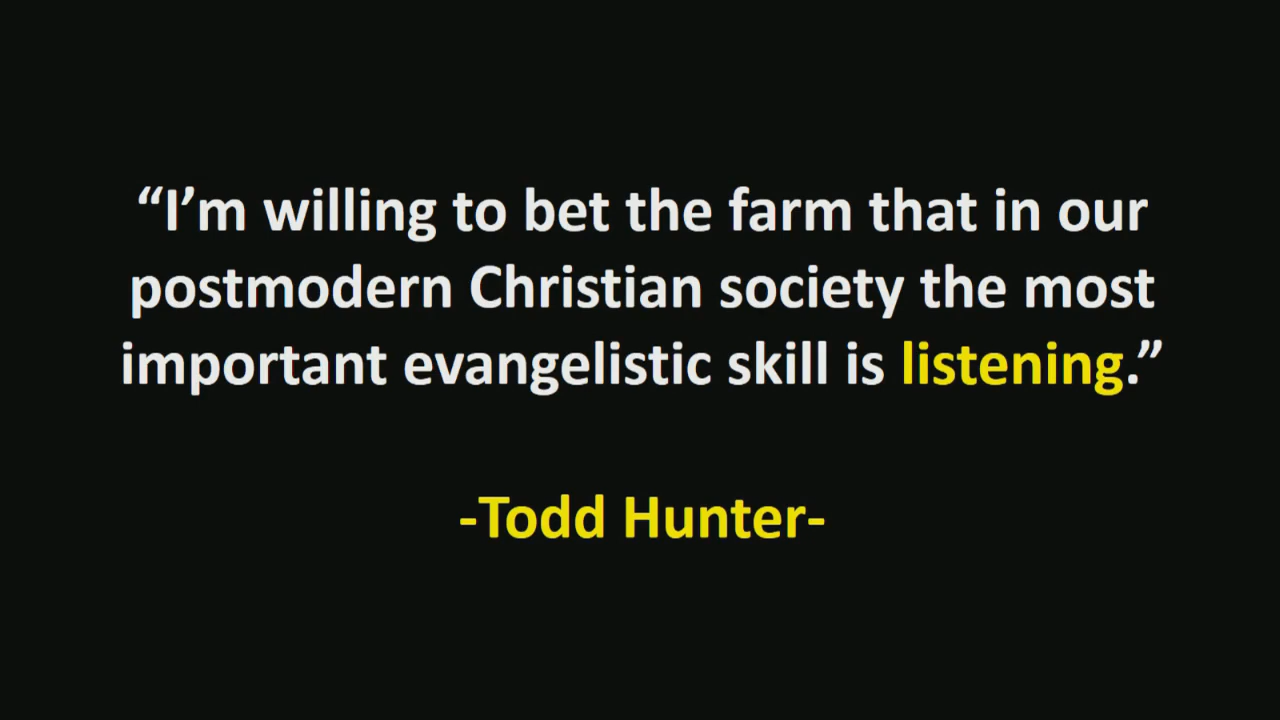 “I’m willing to bet the farm that in our
postmodern Christian society the most
important evangelistic skill is listening.”
-Todd Hunter-